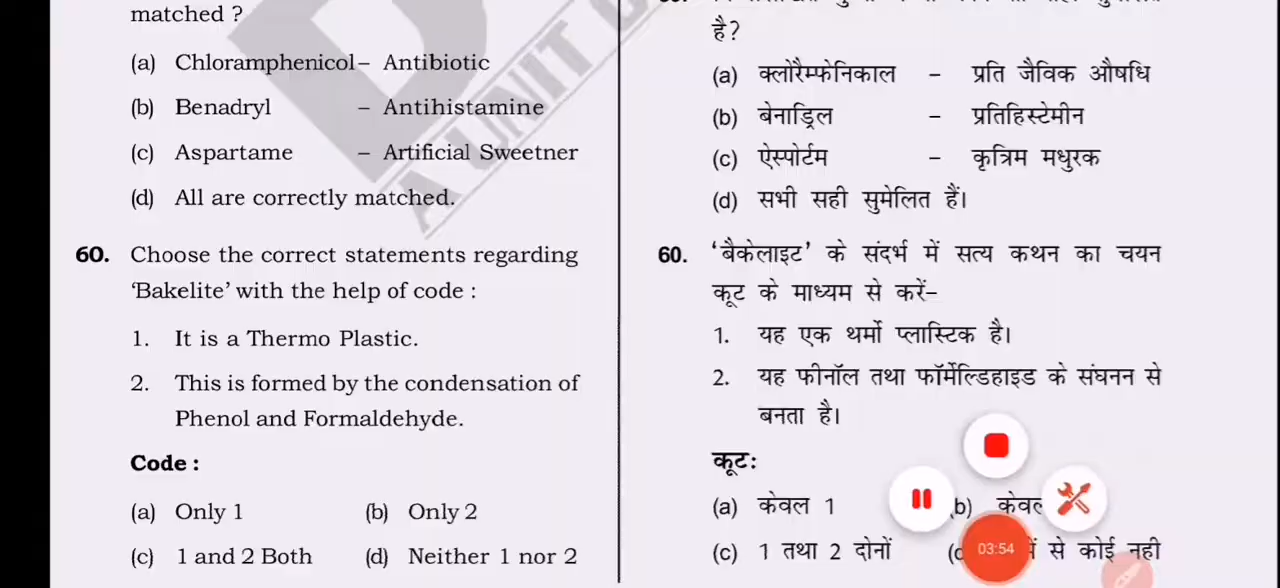 matched ?
(a) Chloramphenicol – Antibiotic
(b) Benadryl – Antihistamine
(c) Aspartame – Artificial Sweetner
(d) All are correctly matched.
60. Choose the correct statements regarding
‘Bakelite’ with the help of code :
1. It is a Thermo Plastic.
2. This is formed by the condensation of
Phenol and Formaldehyde.
Code :
(a) Only 1 (b) Only 2
(c) 1 and 2 Both (d) Neither 1 nor 2
है?
(a) क्लोरैम्फेनिकाल – प्रति जैविक औषधि
(b) बेनाड्रिल – प्रतिहिस्टेमीन
(c) ऐस्पोर्टम – कृत्रिम मधुरक
(d) सभी सही सुमेलित हैं।
60. ‘बैकेलाइट’ के संदर्भ में सत्य कथन का चयन
कूट के माध्यम से करें–
1. यह एक थर्मो प्लास्टिक है।
2. यह फीनॉल तथा फॉर्मेल्डिहाइड के संघनन से
बनता है।
कूटः
(a) केवल 1 (b)
(c) 1 तथा 2 दोनों से कोई नही
03:54
A UNIT